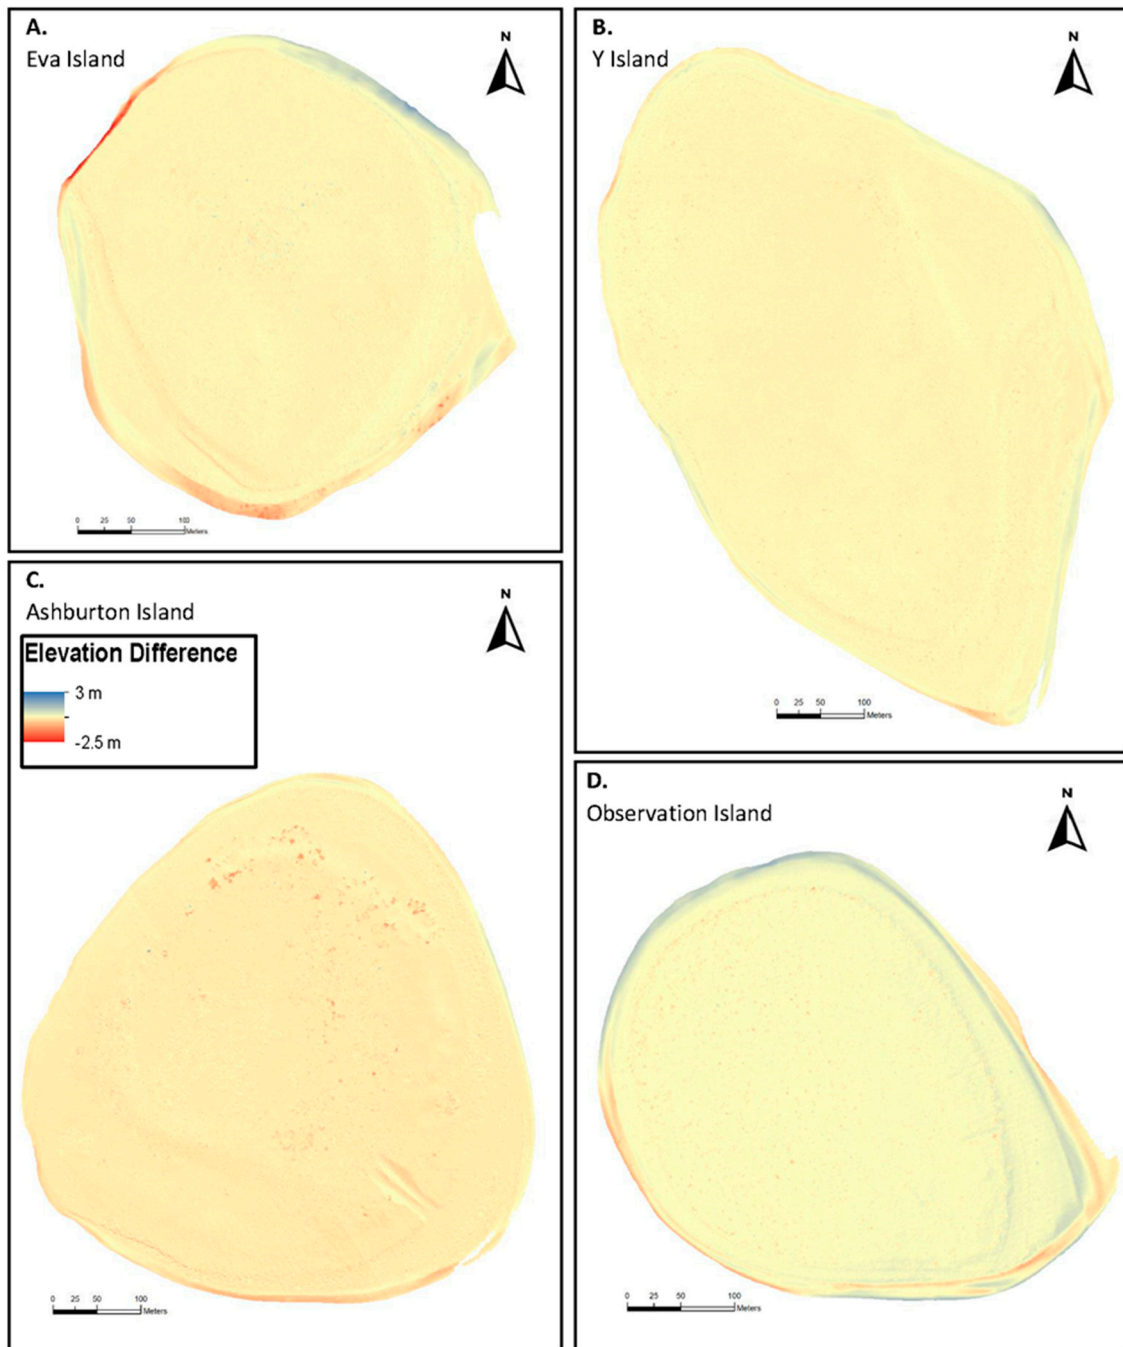 A.
Eva Island
N
0 25 50 100
Meters
B.
Y Island
N
0 25 50 100
Meters
C.
Ashburton Island
N
Elevation Difference
3 m
-2.5 m
0 25 50 100
Meters
D.
Observation Island
N
0 25 50 100
Meters